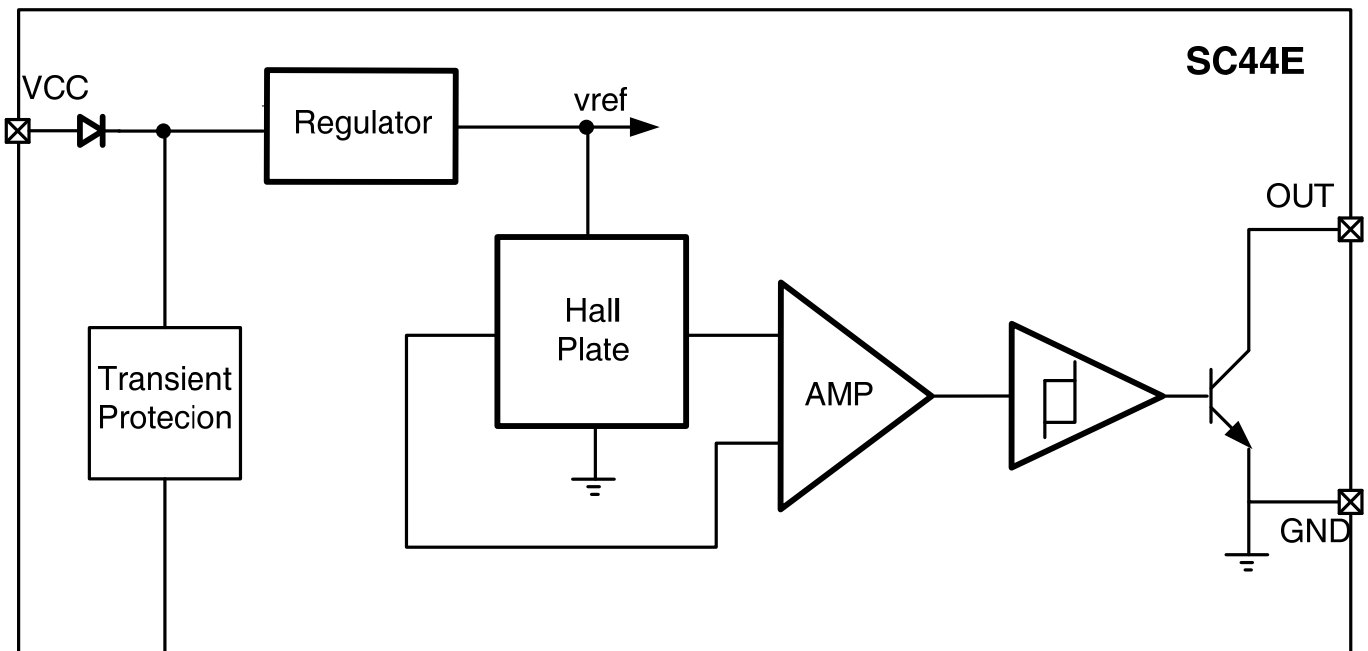 SC44E
VCC
Regulator
vref
OUT
Hall
Plate
Transient
Protecion
AMP
GND